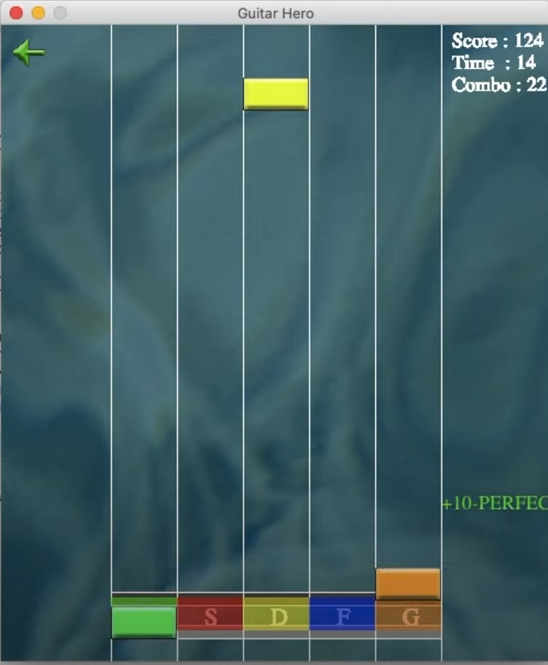 Guitar Hero
Score : 124
Time : 14
Combo : 22
+10-PERFEC
S D F G